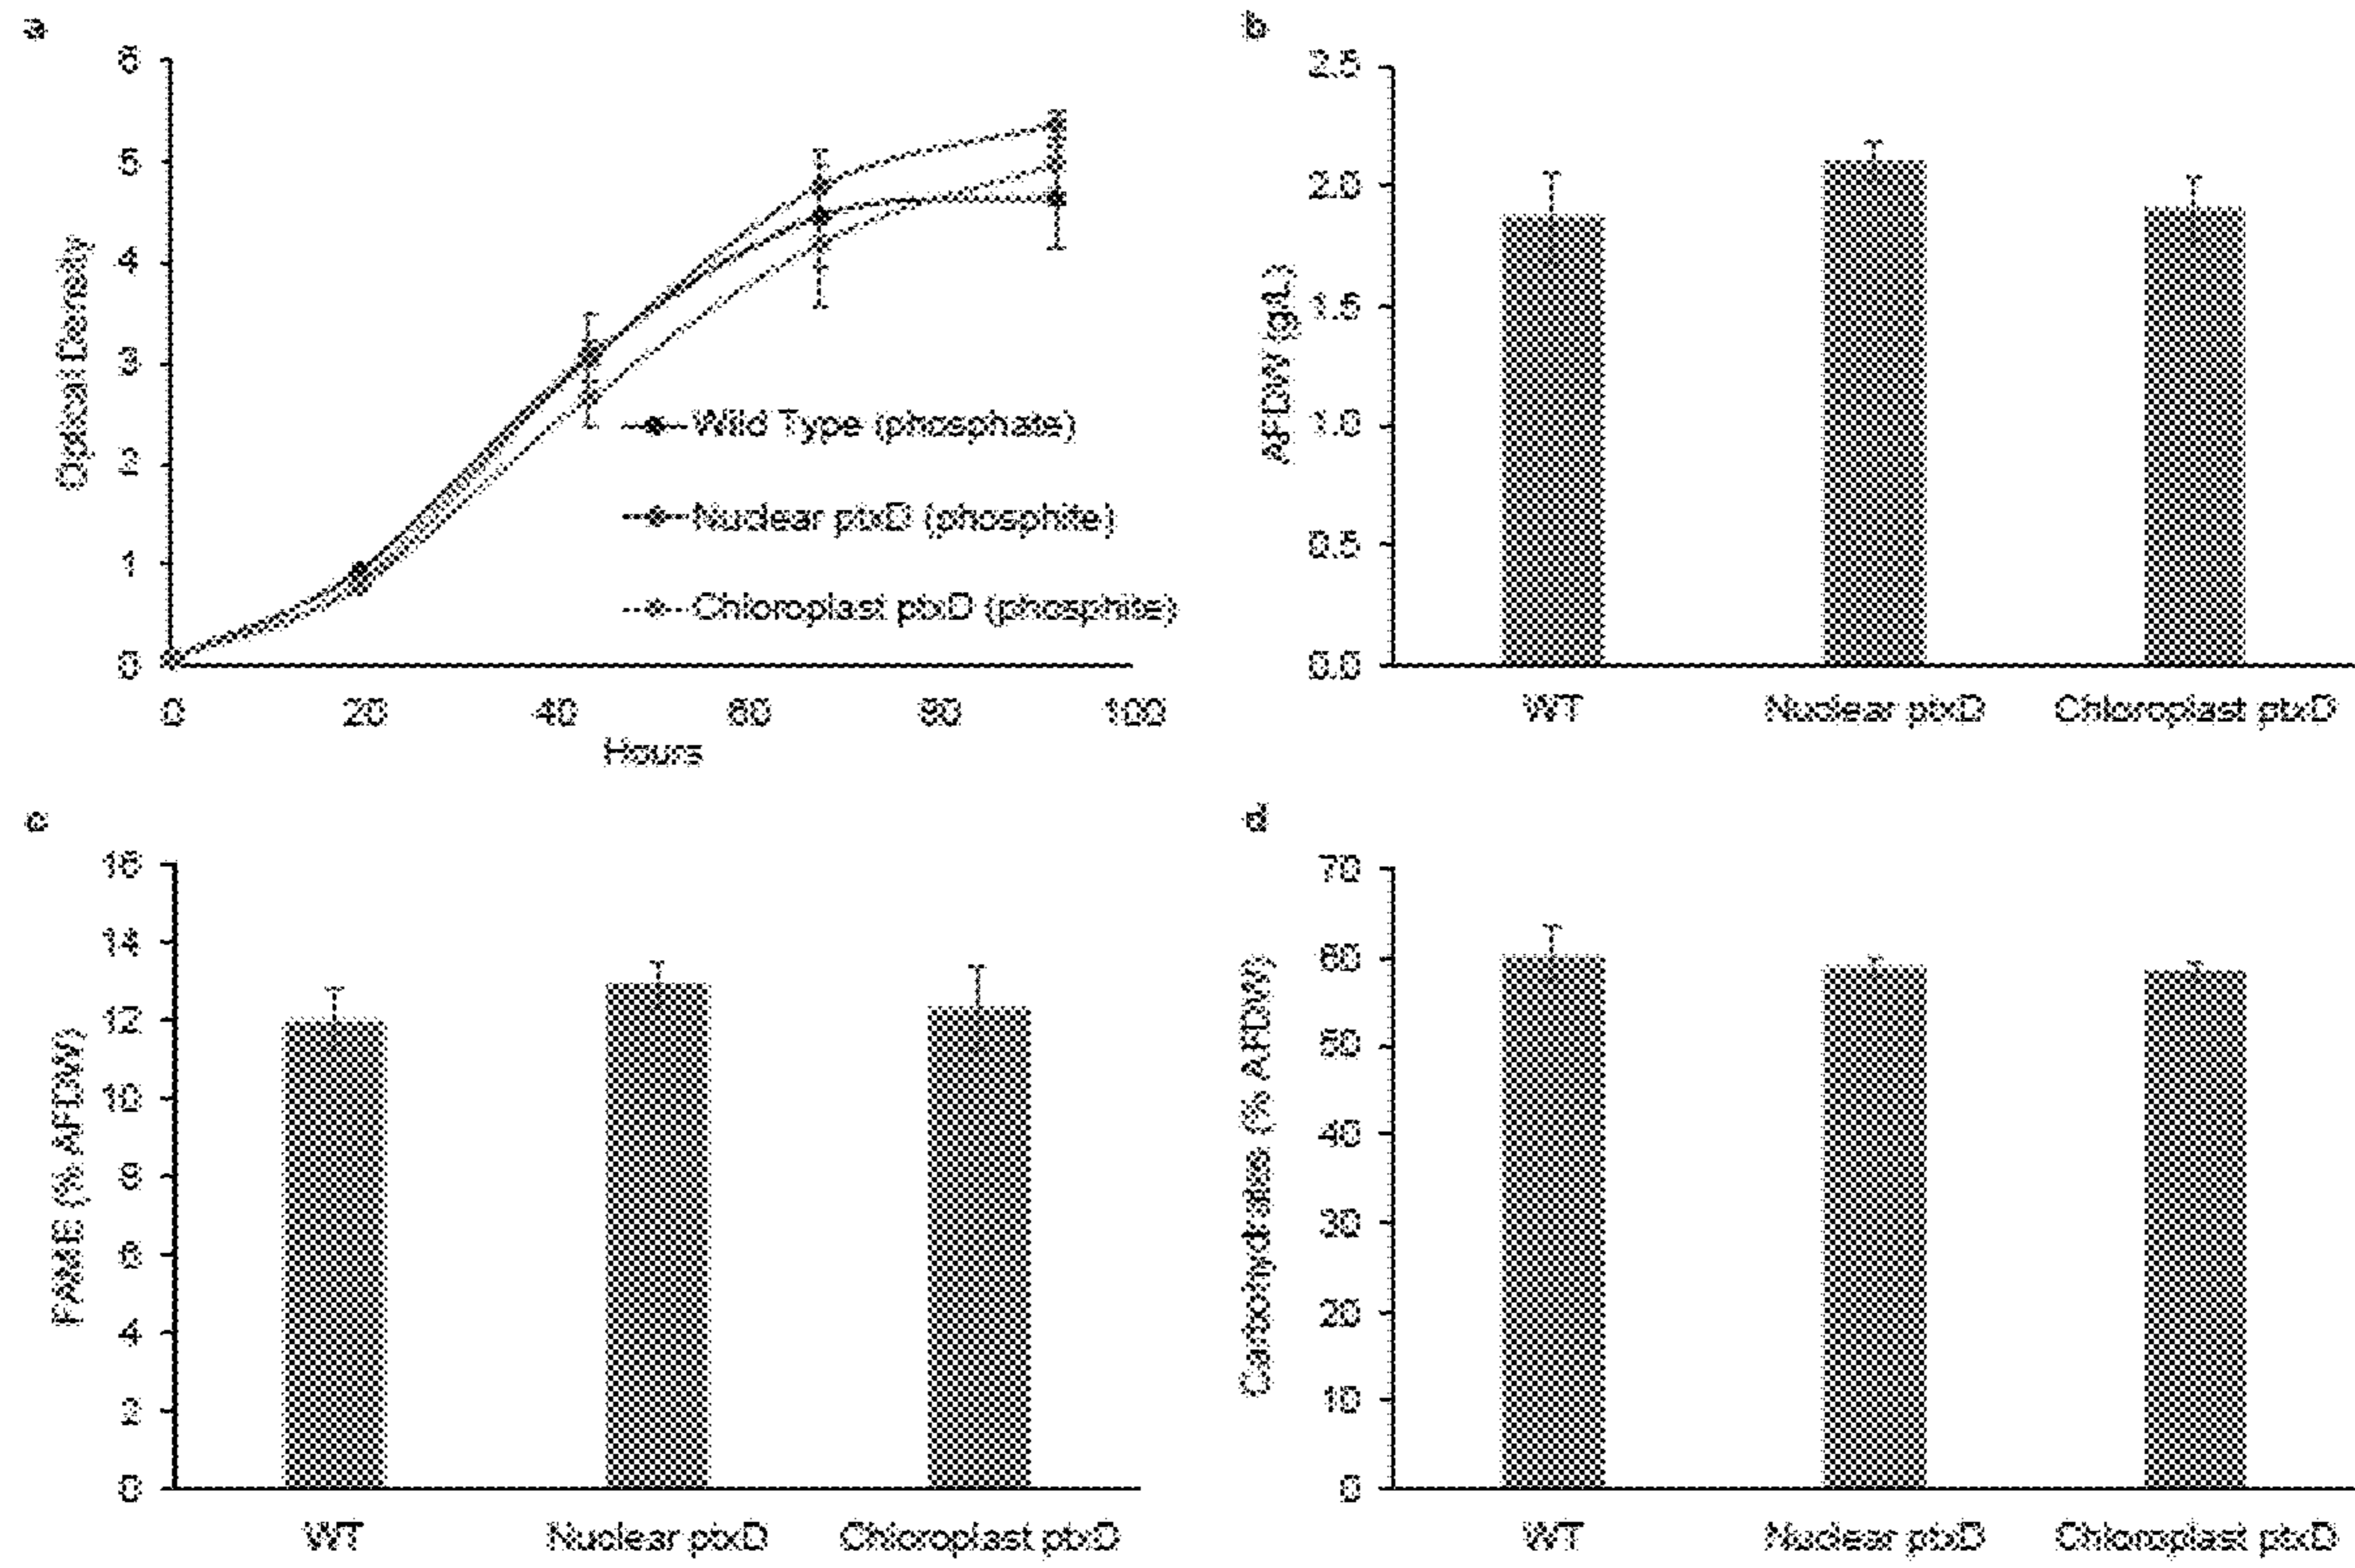 a
6
5
4
3
2
1
0
Optical Density
Wild Type (phosphate)
Nuclear ptxD (phosphite)
Chloroplast ptxD (phosphite)
0 20 40 60 80 100
Hours
b
2.5
2.0
1.5
1.0
0.5
0.0
AFDW (g/L)
WT Nuclear ptxD Chloroplast ptxD
c
16
14
12
10
8
6
4
2
0
FAME (% AFDW)
WT Nuclear ptxD Chloroplast ptxD
d
70
60
50
40
30
20
10
0
Carbohydrates (% AFDW)
WT Nuclear ptxD Chloroplast ptxD